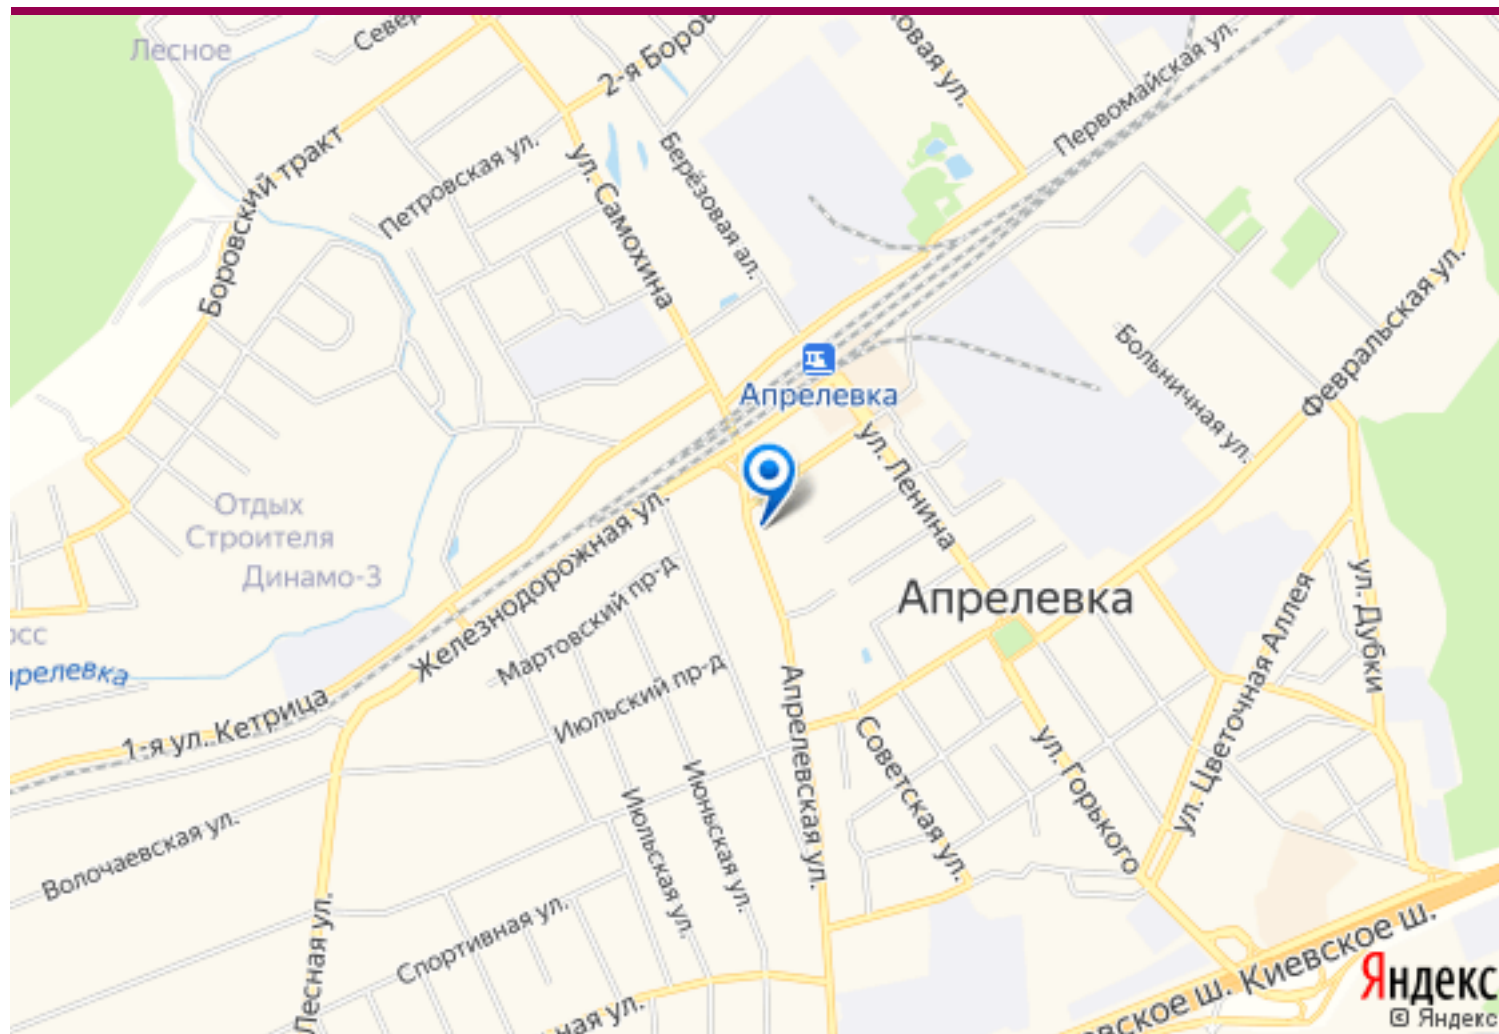 Лесное
2-я
Первомайская ул.
Боровский тракт
Петровская ул.
ул. Самохина
Берёзовая ал.
Февральская ул.
Больничная ул.
Апрелевка
ул. Ленина
Отдых
Строителя
Динамо-3
Железнодорожная ул.
Мартовский пр-д
Апрелевка
ул. Цветочная Аллея
ул. Дубки
Июльский пр-д
1-я ул. Кетрица
Апрелевская ул.
Советская ул.
ул. Горького
Волочаевская ул.
Июльская ул.
Июньская ул.
Спортивная ул.
Лесная ул.
ш. Киевское ш.
Яндекс
© Яндекс